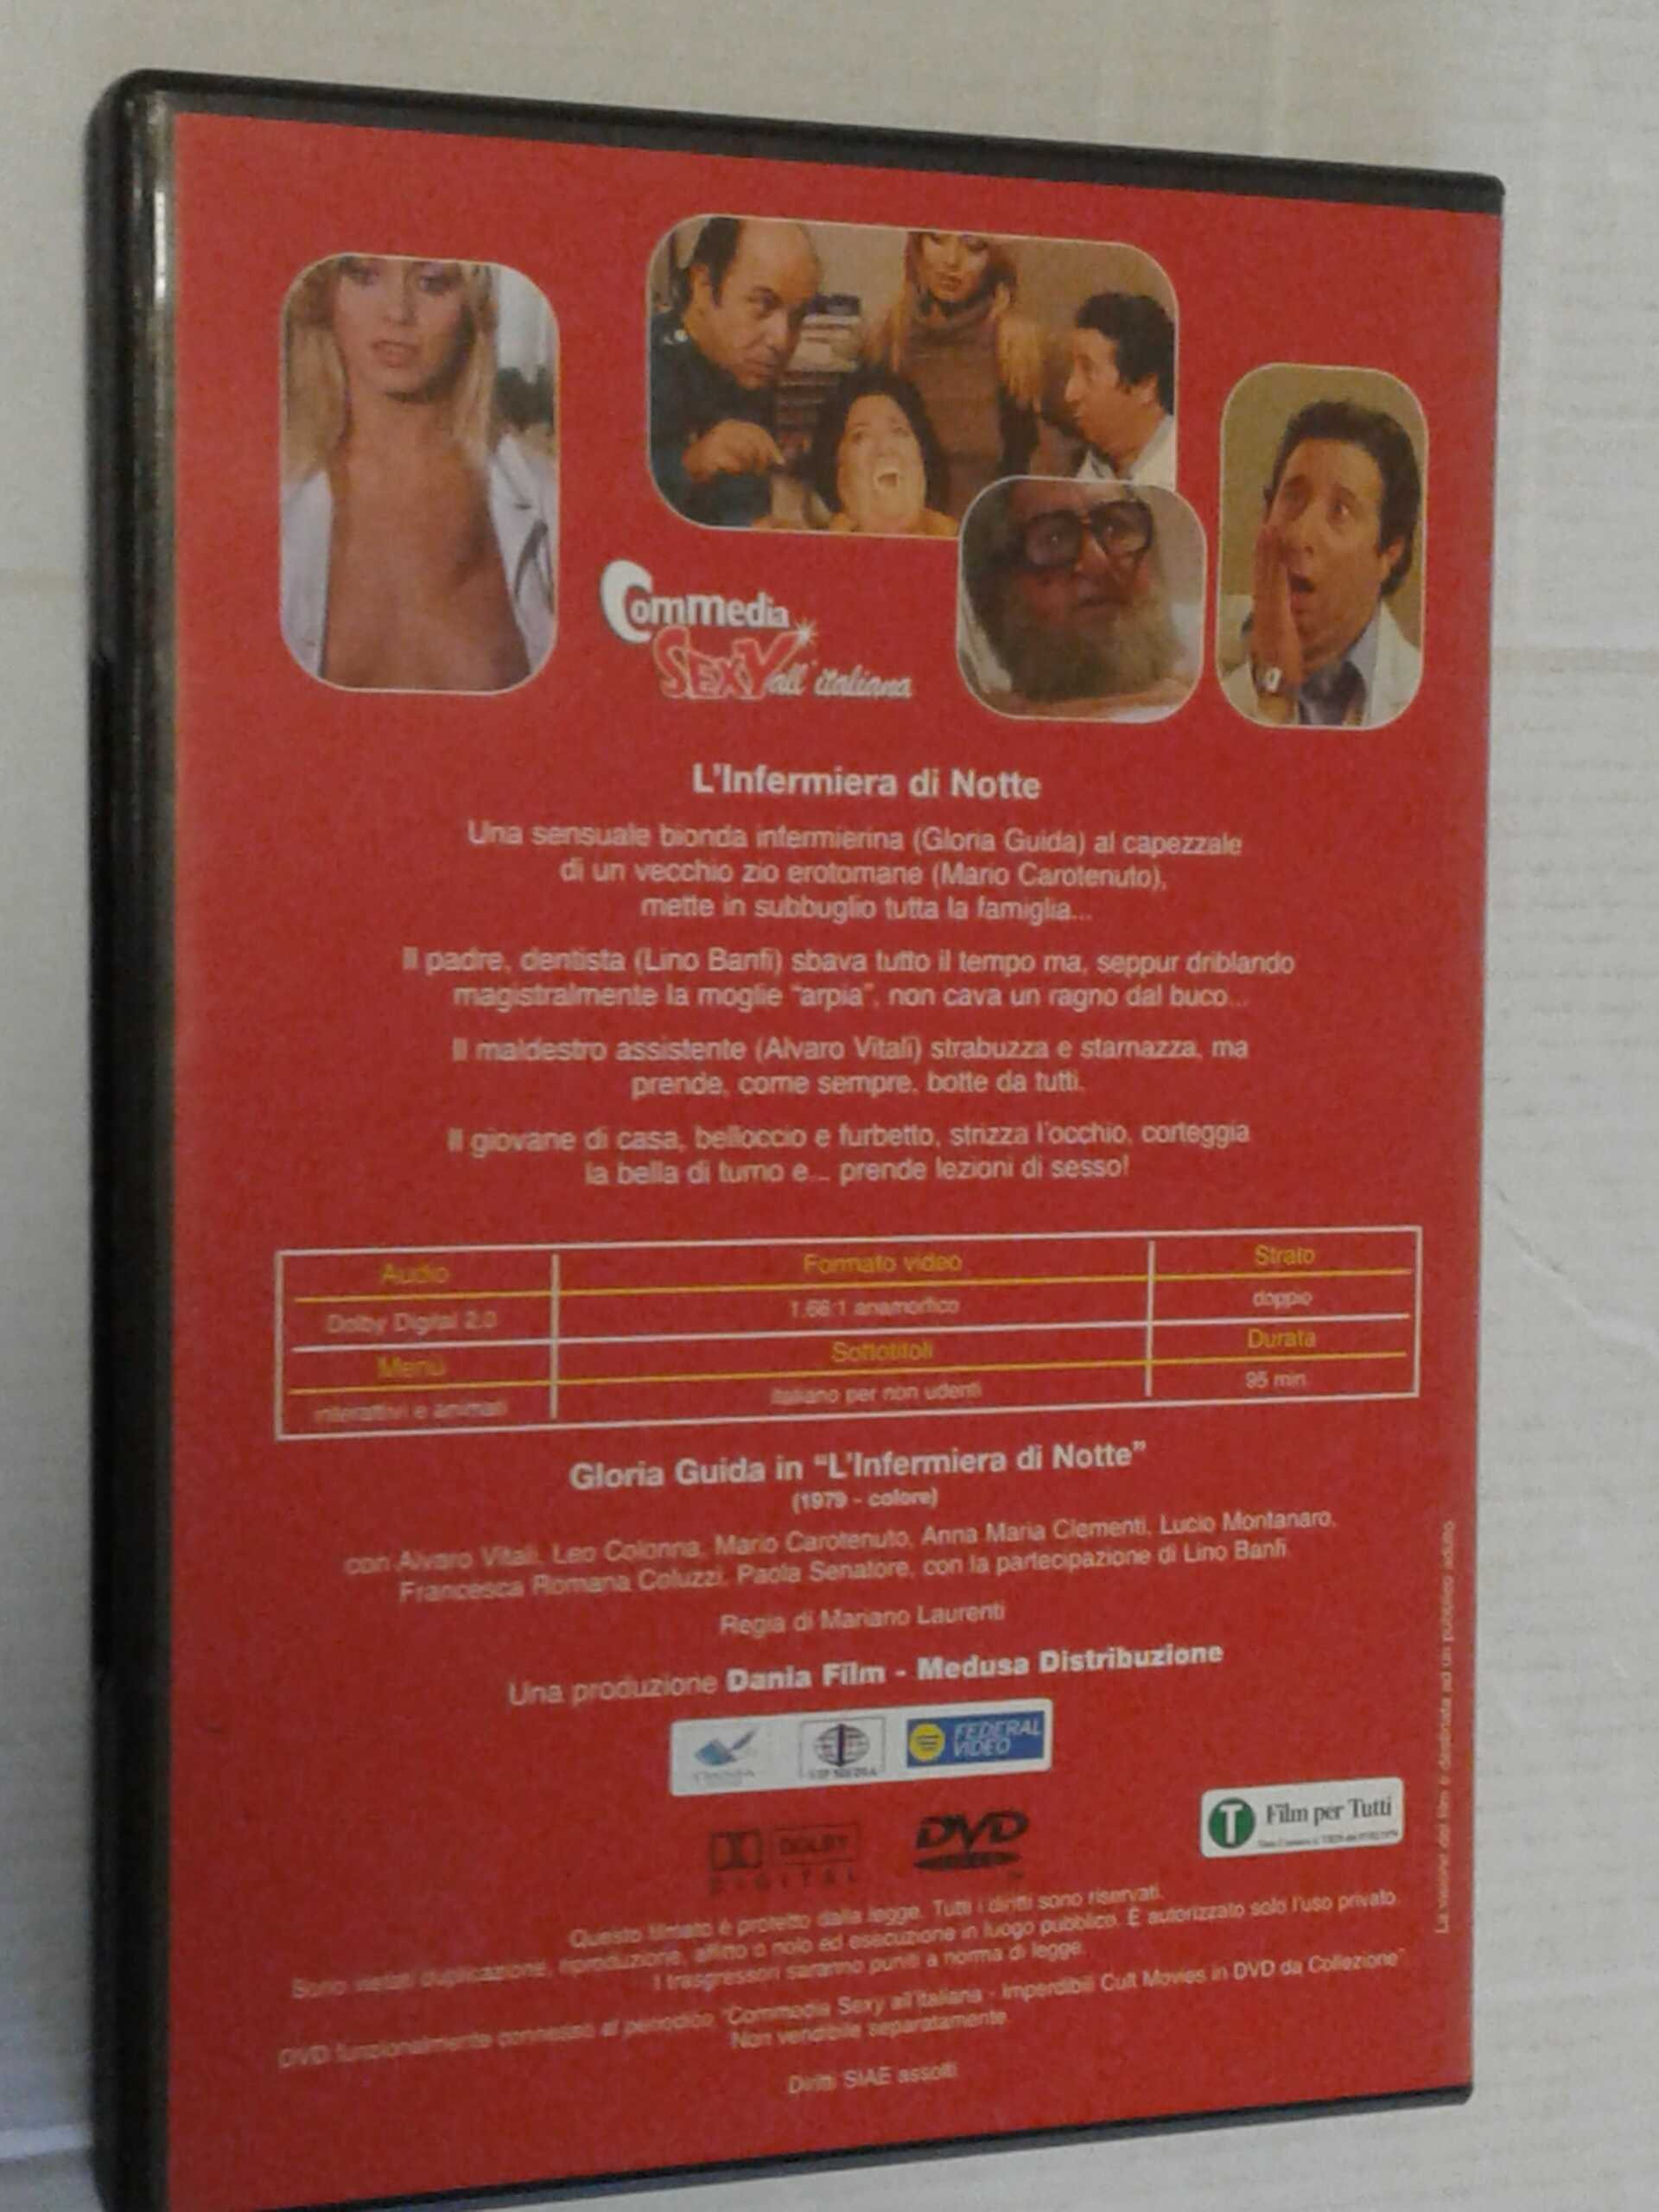 Commedia
SEXY all'italiana
L'Infermiera di Notte
Una sensuale bionda infermierina (Gloria Guida) al capezzale
di un vecchio zio erotomane (Mario Carotenuto),
mette in subbuglio tutta la famiglia...
Il padre, dentista (Lino Banfi) sbava tutto il tempo ma, seppur driblando
magistralmente la moglie "arpia", non cava un ragno dal buco...
Il maldestro assistente (Alvaro Vitali) strabuzza e starnazza, ma
prende, come sempre, botte da tutti.
Il giovane di casa, belloccio e furbetto, strizza l'occhio, corteggia
la bella di turno e... prende lezioni di sesso!
Audio Formato video Strato
Dolby Digital 2.0 1.66:1 anamorfico doppio
Menù Sottotitoli Durata
interattivi e animati italiano per non udenti 95 min
Gloria Guida in "L'Infermiera di Notte"
(1979 - colore)
con Alvaro Vitali, Leo Colonna, Mario Carotenuto, Anna Maria Clementi, Lucio Montanaro,
Francesca Romana Coluzzi, Paola Senatore, con la partecipazione di Lino Banfi
Regia di Mariano Laurenti
Una produzione Dania Film - Medusa Distribuzione
FEDERAL
VIDEO
DOLBY
DIGITAL
DVD
T Film per Tutti
Questo filmato è protetto dalla legge. Tutti i diritti sono riservati.
Sono vietati duplicazione, riproduzione, affitto o nolo ed esecuzione in luogo pubblico. È autorizzato solo l'uso privato.
I trasgressori saranno puniti a norma di legge.
DVD funzionalmente connesso al periodico "Commedia Sexy all'italiana - Imperdibili Cult Movies in DVD da Collezione"
Non vendibile separatamente.
Diritti SIAE assolti
La visione del film è destinata ad un pubblico adulto